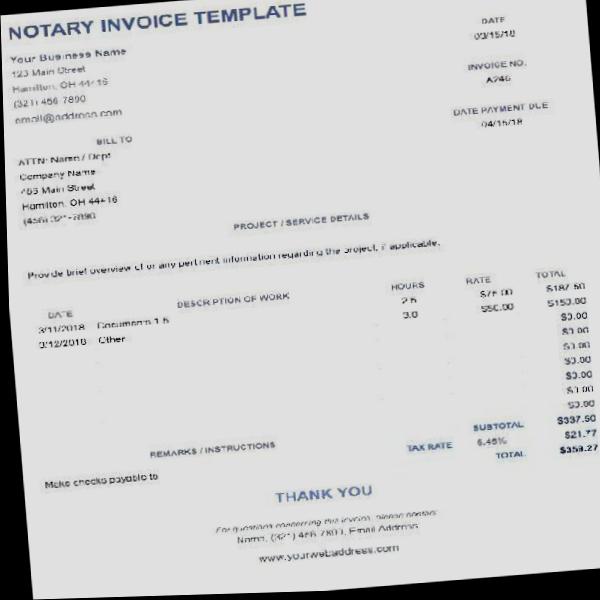 NOTARY INVOICE TEMPLATE
Your Business Name
123 Main Street
Hamilton, OH 44416
(321) 456-7890
email@address.com
DATE
03/15/18
INVOICE NO.
A246
DATE PAYMENT DUE
04/15/18
BILL TO
ATTN: Name / Dept
Company Name
Main Street
Hamilton, OH 44416
(456) 321-7890
PROJECT / SERVICE DETAILS
Provide brief overview of or any pertinent information regarding the project, if applicable.
DATE DESCRIPTION OF WORK HOURS RATE TOTAL
3/11/2018 Documents 1-5 2.5 $75.00 $187.50
3/12/2018 Other 3.0 $50.00 $150.00
$0.00
$0.00
$0.00
$0.00
$0.00
$0.00
$0.00
SUBTOTAL $337.50
REMARKS / INSTRUCTIONS TAX RATE 6.45% $21.77
TOTAL $359.27
Make checks payable to
THANK YOU
For questions concerning this invoice, please contact
Name, (321) 456-7890, Email Address
www.yourwebaddress.com